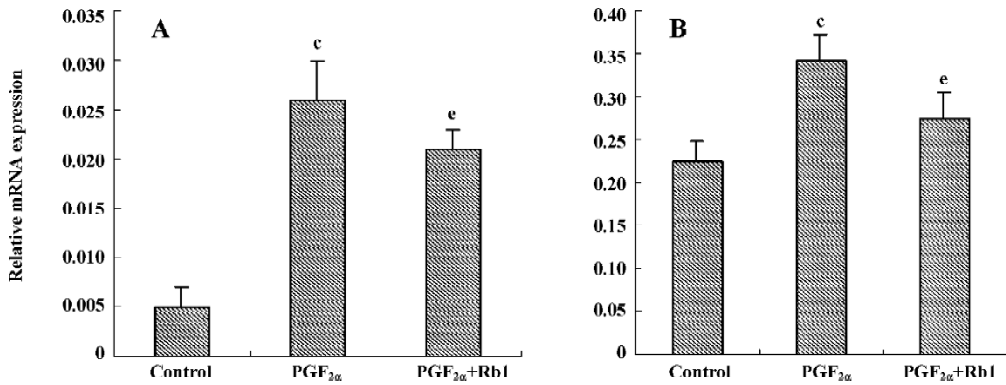 Relative mRNA expression
A
0.035
0.030
0.025
0.020
0.015
0.010
0.005
0
c
e
Control
PGF2α
PGF2α+Rb1
B
0.40
0.35
0.30
0.25
0.20
0.15
0.10
0.05
0.00
c
e
Control
PGF2α
PGF2α+Rb1